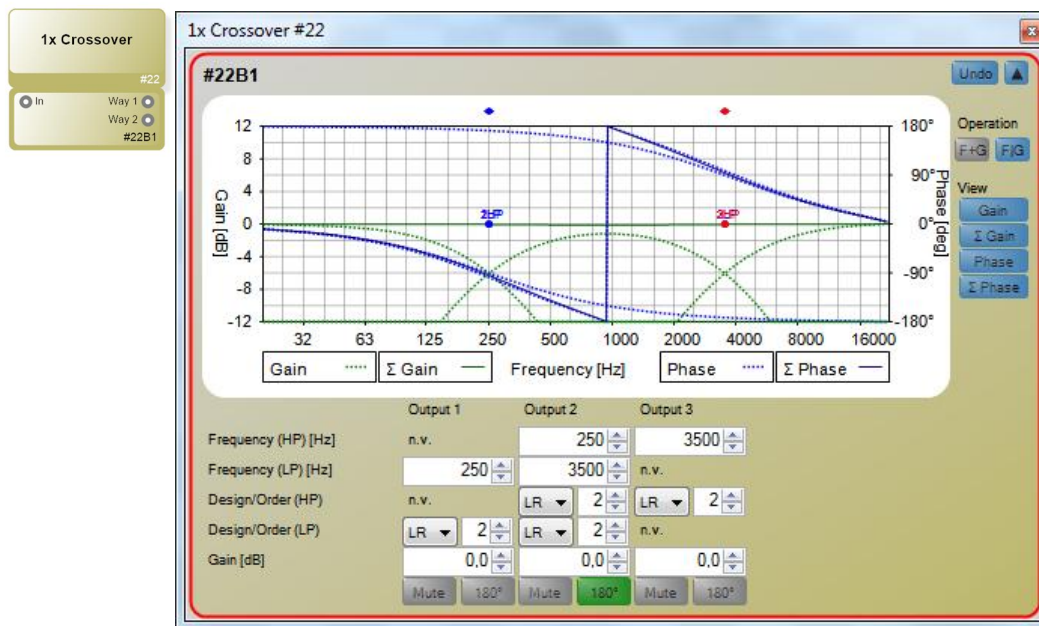 1x Crossover
#22
In Way 1
Way 2
#22B1
1x Crossover #22
#22B1
Undo
Operation
F+G F|G
View
Gain
Σ Gain
Phase
Σ Phase
12 180°
8
4 90°
0 0°
-4
-8 -90°
-12 -180°
Gain [dB]
Phase [deg]
32 63 125 250 500 1000 2000 4000 8000 16000
Gain Σ Gain Frequency [Hz] Phase Σ Phase
Output 1 Output 2 Output 3
Frequency (HP) [Hz] n.v. 250 3500
Frequency (LP) [Hz] 250 3500 n.v.
Design/Order (HP) n.v. LR 2 LR 2
Design/Order (LP) LR 2 LR 2 n.v.
Gain [dB] 0,0 0,0 0,0
Mute 180° Mute 180° Mute 180°